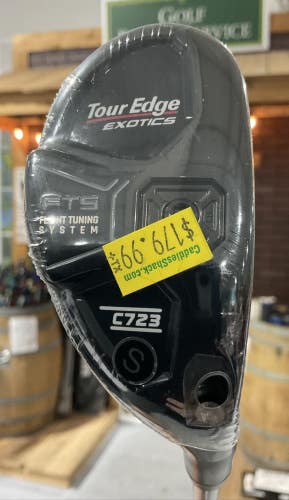 GOLF
SERVICE
Tour Edge
EXOTICS
FTS
FLIGHT TUNING
SYSTEM
CaddiesShack.com
$179.99
C723
S